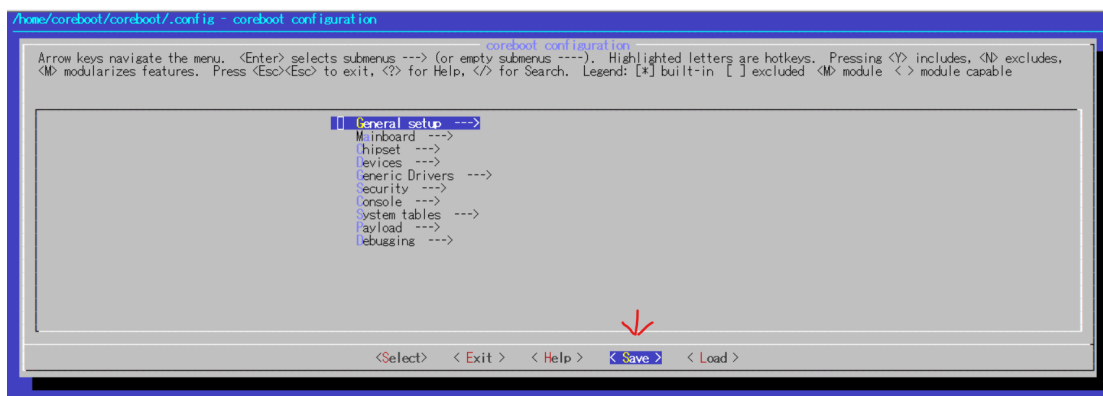 /home/coreboot/coreboot/.config - coreboot configuration
coreboot configuration
Arrow keys navigate the menu. <Enter> selects submenus ---> (or empty submenus ----). Highlighted letters are hotkeys. Pressing <Y> includes, <N> excludes,
<M> modularizes features. Press <Esc><Esc> to exit, <?> for Help, </> for Search. Legend: [*] built-in [ ] excluded <M> module < > module capable
General setup --->
Mainboard --->
Chipset --->
Devices --->
Generic Drivers --->
Security --->
Console --->
System tables --->
Payload --->
Debugging --->
<Select> < Exit > < Help > < Save > < Load >